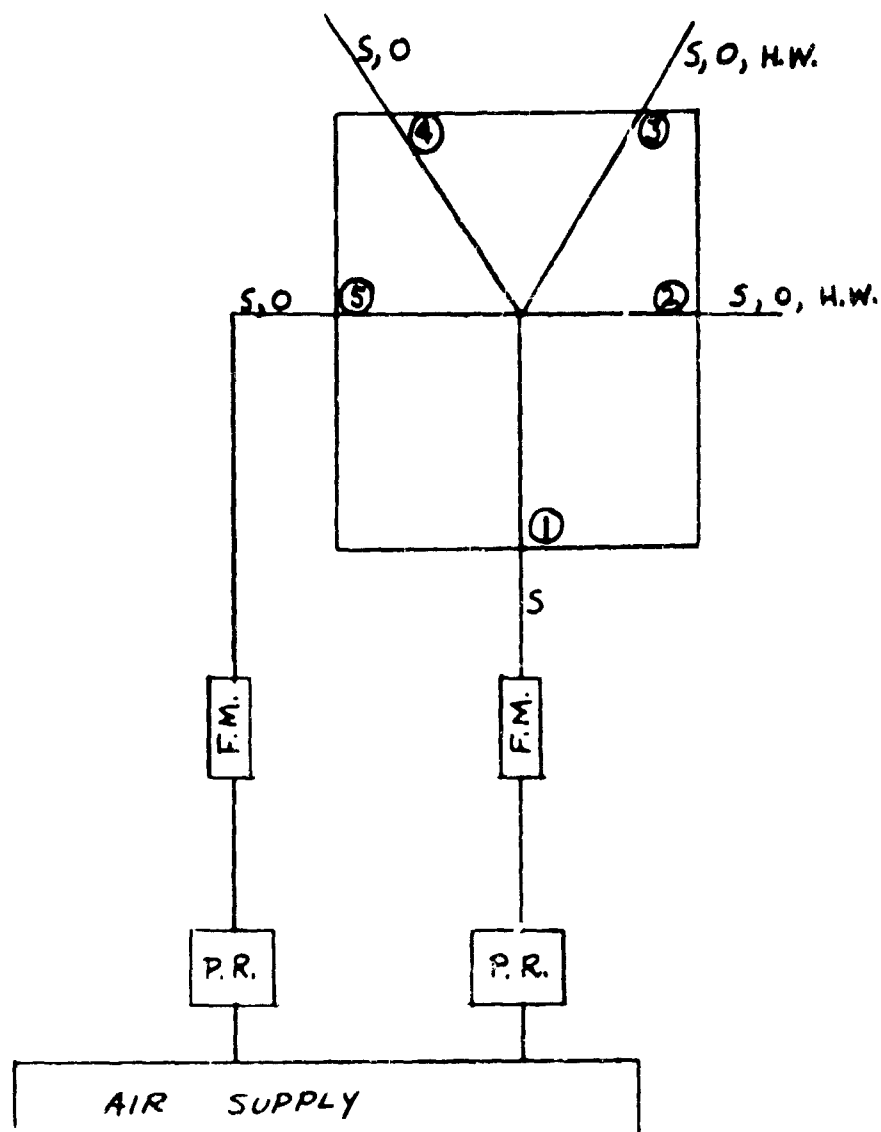 S, O
S, O, H.W.
④
③
S, O
⑤
②
S, O, H.W.
①
S
F.M.
F.M.
P.R.
P.R.
AIR SUPPLY